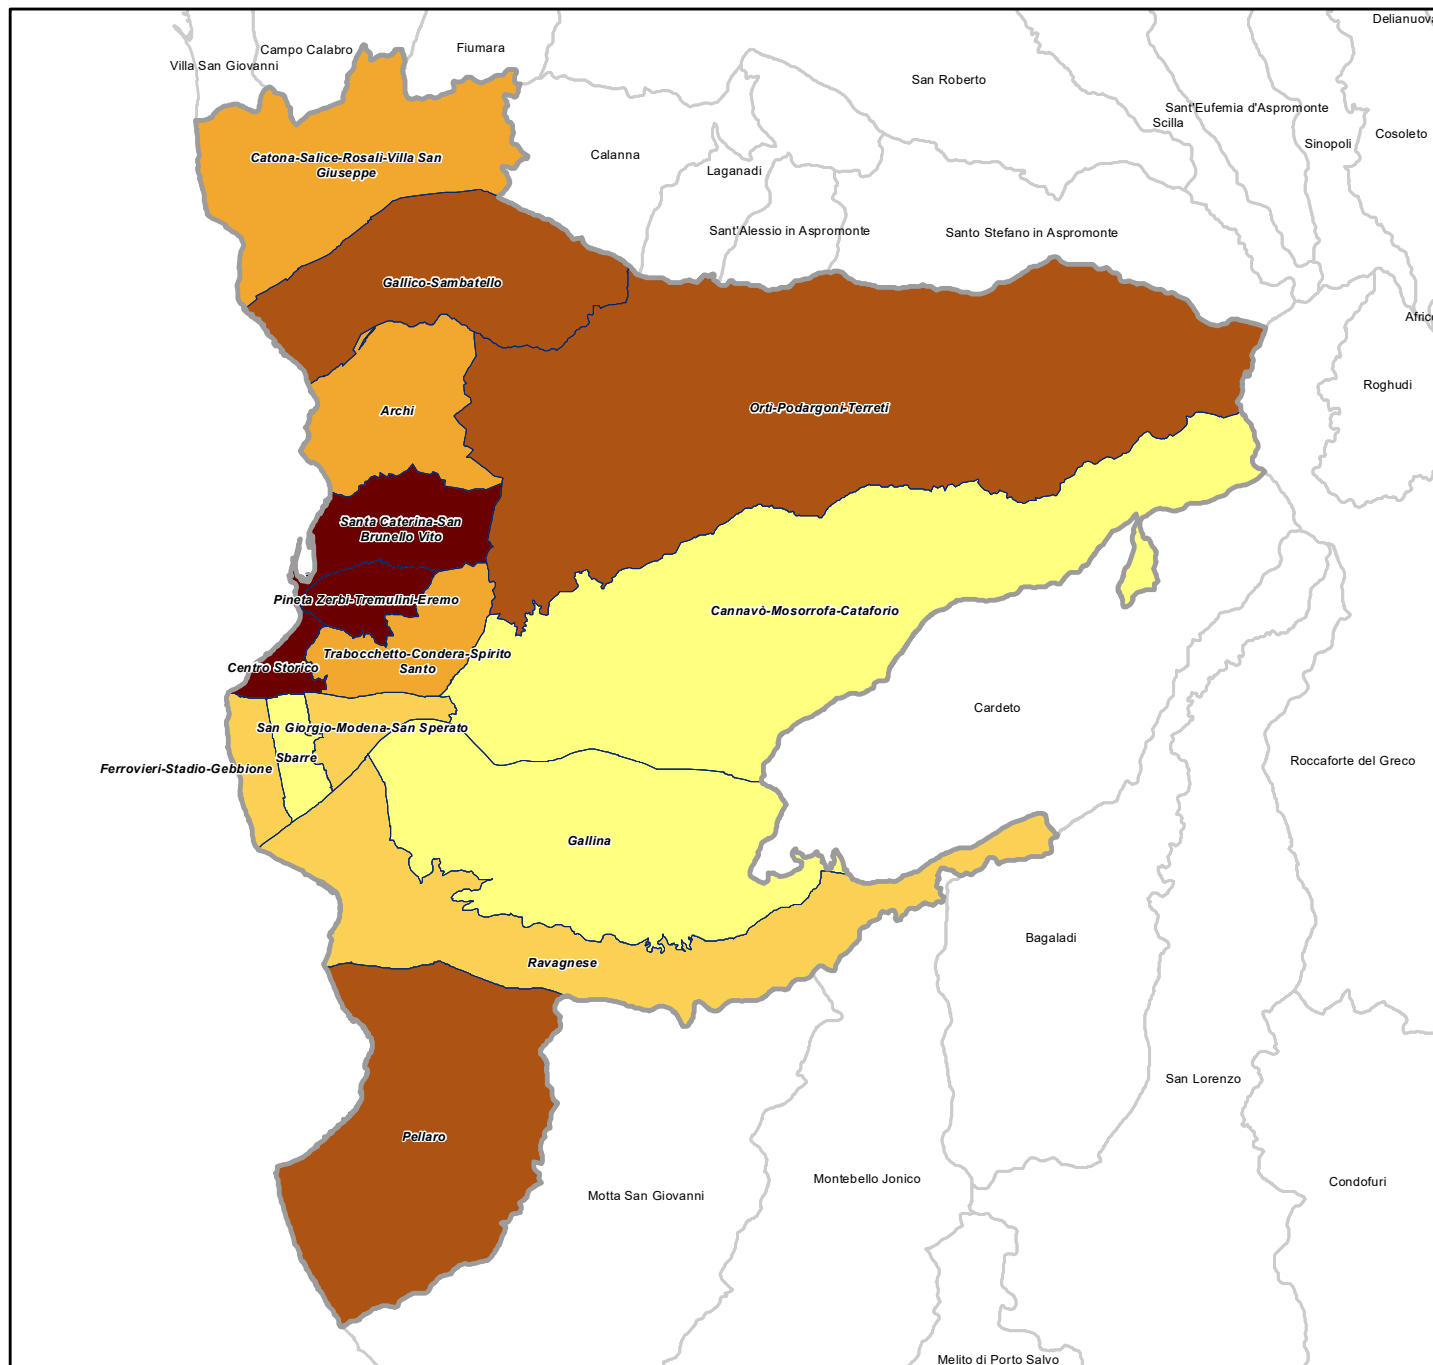 Delianuova
Campo Calabro
Fiumara
Villa San Giovanni
San Roberto
Sant'Eufemia d'Aspromonte
Scilla
Cosoleto
Sinopoli
Catona-Salice-Rosali-Villa San
Giuseppe
Calanna
Laganadi
Sant'Alessio in Aspromonte
Santo Stefano in Aspromonte
Gallico-Sambatello
Africo
Roghudi
Archi
Orti-Podargoni-Terreti
Santa Caterina-San
Brunello Vito
Pineta Zerbi-Tremulini-Eremo
Cannavò-Mosorrofa-Cataforio
Trabocchetto-Condera-Spirito
Santo
Centro Storico
Cardeto
San Giorgio-Modena-San Sperato
Sbarre
Ferrovieri-Stadio-Gebbione
Roccaforte del Greco
Gallina
Bagaladi
Ravagnese
San Lorenzo
Pellaro
Montebello Jonico
Condofuri
Motta San Giovanni
Melito di Porto Salvo